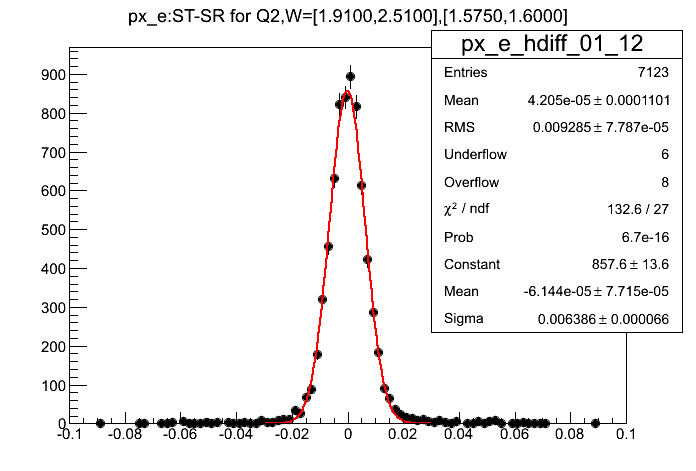 px_e:ST-SR for Q2,W=[1.9100,2.5100],[1.5750,1.6000]
px_e_hdiff_01_12
Entries 7123
Mean 4.205e-05 ± 0.0001101
RMS 0.009285 ± 7.787e-05
Underflow 6
Overflow 8
χ² / ndf 132.6 / 27
Prob 6.7e-16
Constant 857.6 ± 13.6
Mean -6.144e-05 ± 7.715e-05
Sigma 0.006386 ± 0.000066
900
800
700
600
500
400
300
200
100
0
-0.1 -0.08 -0.06 -0.04 -0.02 0 0.02 0.04 0.06 0.08 0.1